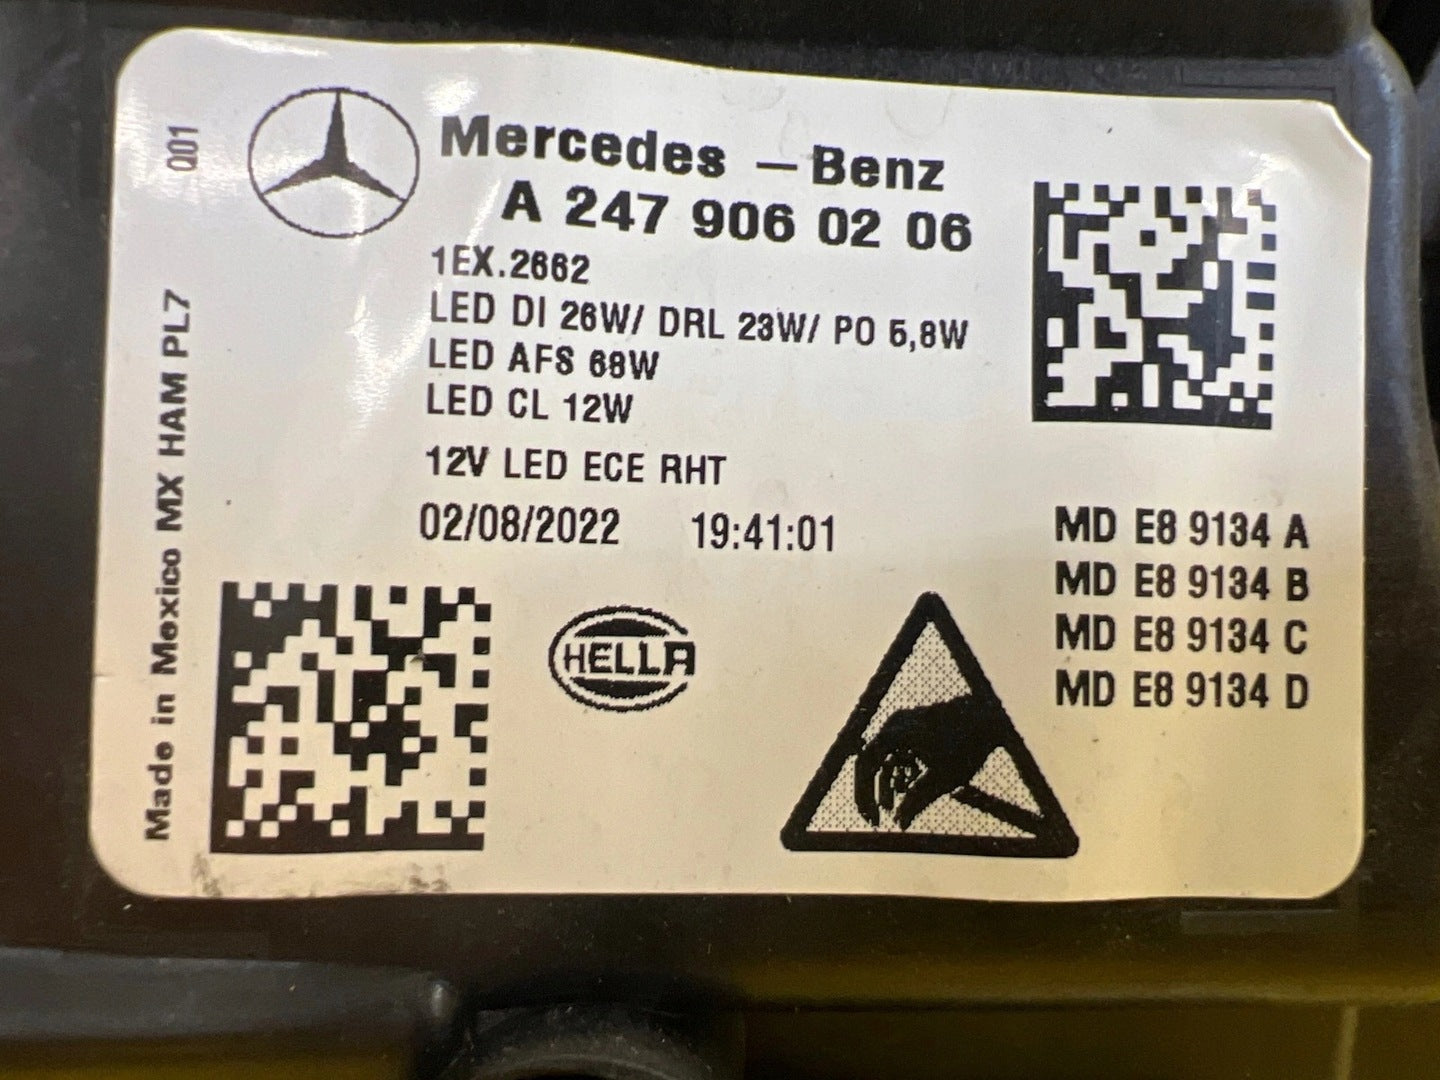 Q01
Mercedes - Benz
A 247 906 02 06
1EX.2662
LED DI 26W/ DRL 23W/ PO 5,8W
LED AFS 68W
LED CL 12W
12V LED ECE RHT
02/08/2022 19:41:01
Made in Mexico MX HAM PL7
HELLA
MD E8 9134 A
MD E8 9134 B
MD E8 9134 C
MD E8 9134 D